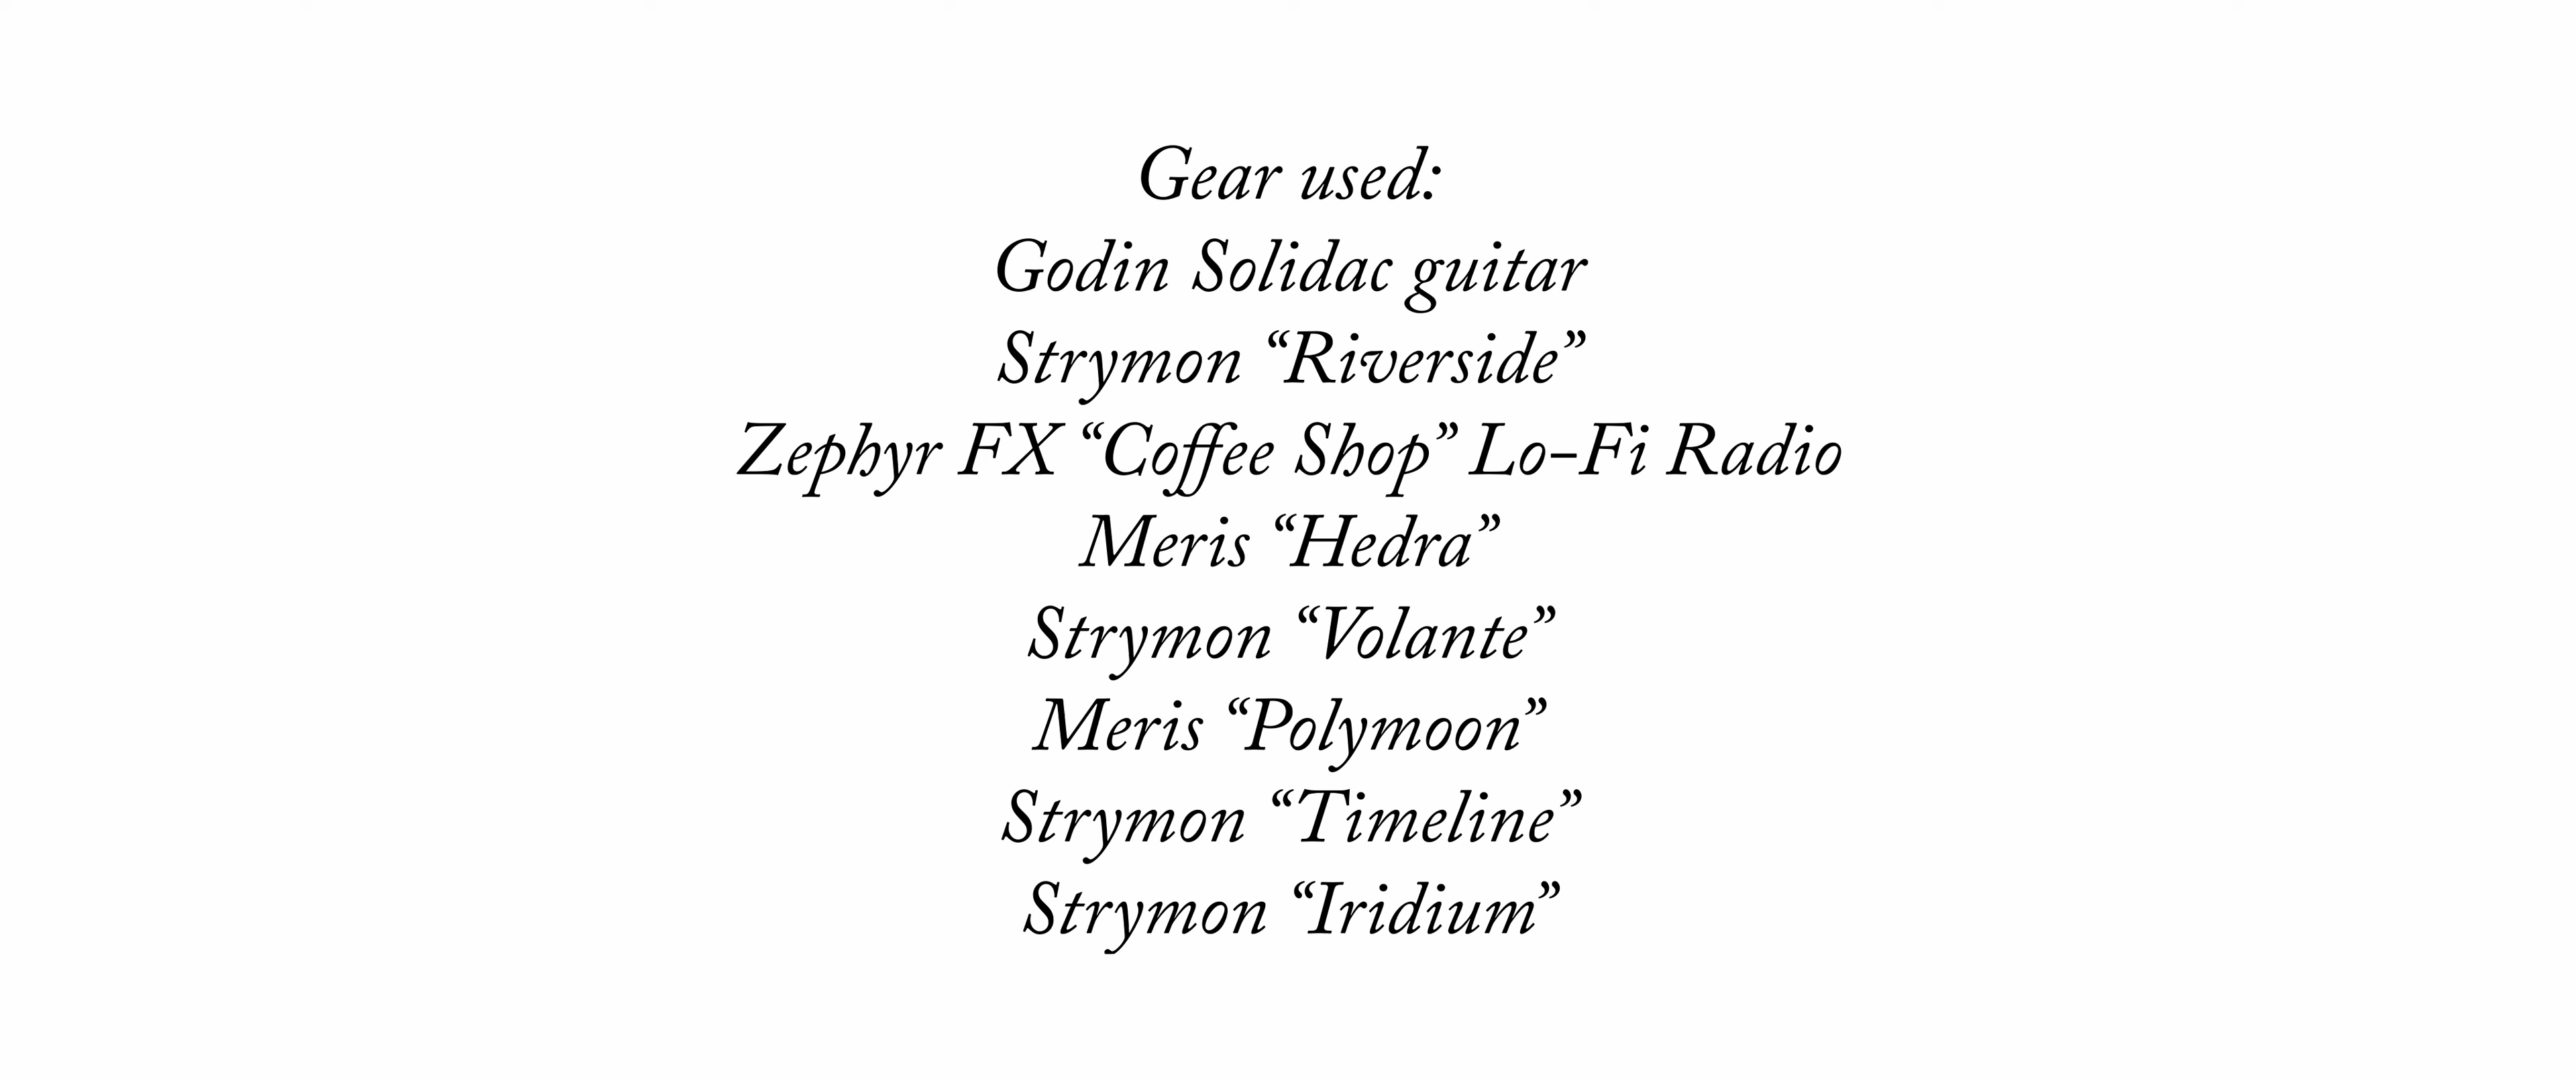 Gear used:
Godin Solidac guitar
Strymon “Riverside”
Zephyr FX “Coffee Shop” Lo-Fi Radio
Meris “Hedra”
Strymon “Volante”
Meris “Polymoon”
Strymon “Timeline”
Strymon “Iridium”